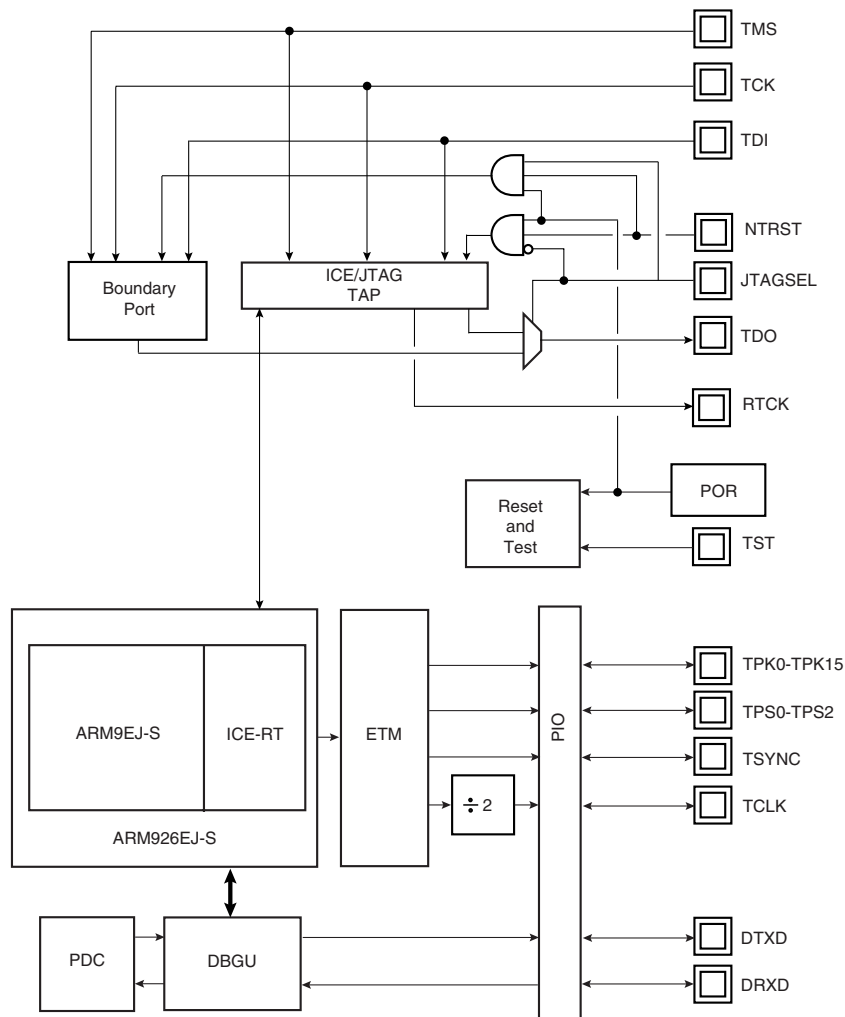 TMS
TCK
TDI
NTRST
JTAGSEL
TDO
RTCK
Boundary
Port
ICE/JTAG
TAP
POR
Reset
and
Test
TST
ARM9EJ-S
ICE-RT
ARM926EJ-S
ETM
÷ 2
PIO
TPK0-TPK15
TPS0-TPS2
TSYNC
TCLK
PDC
DBGU
DTXD
DRXD